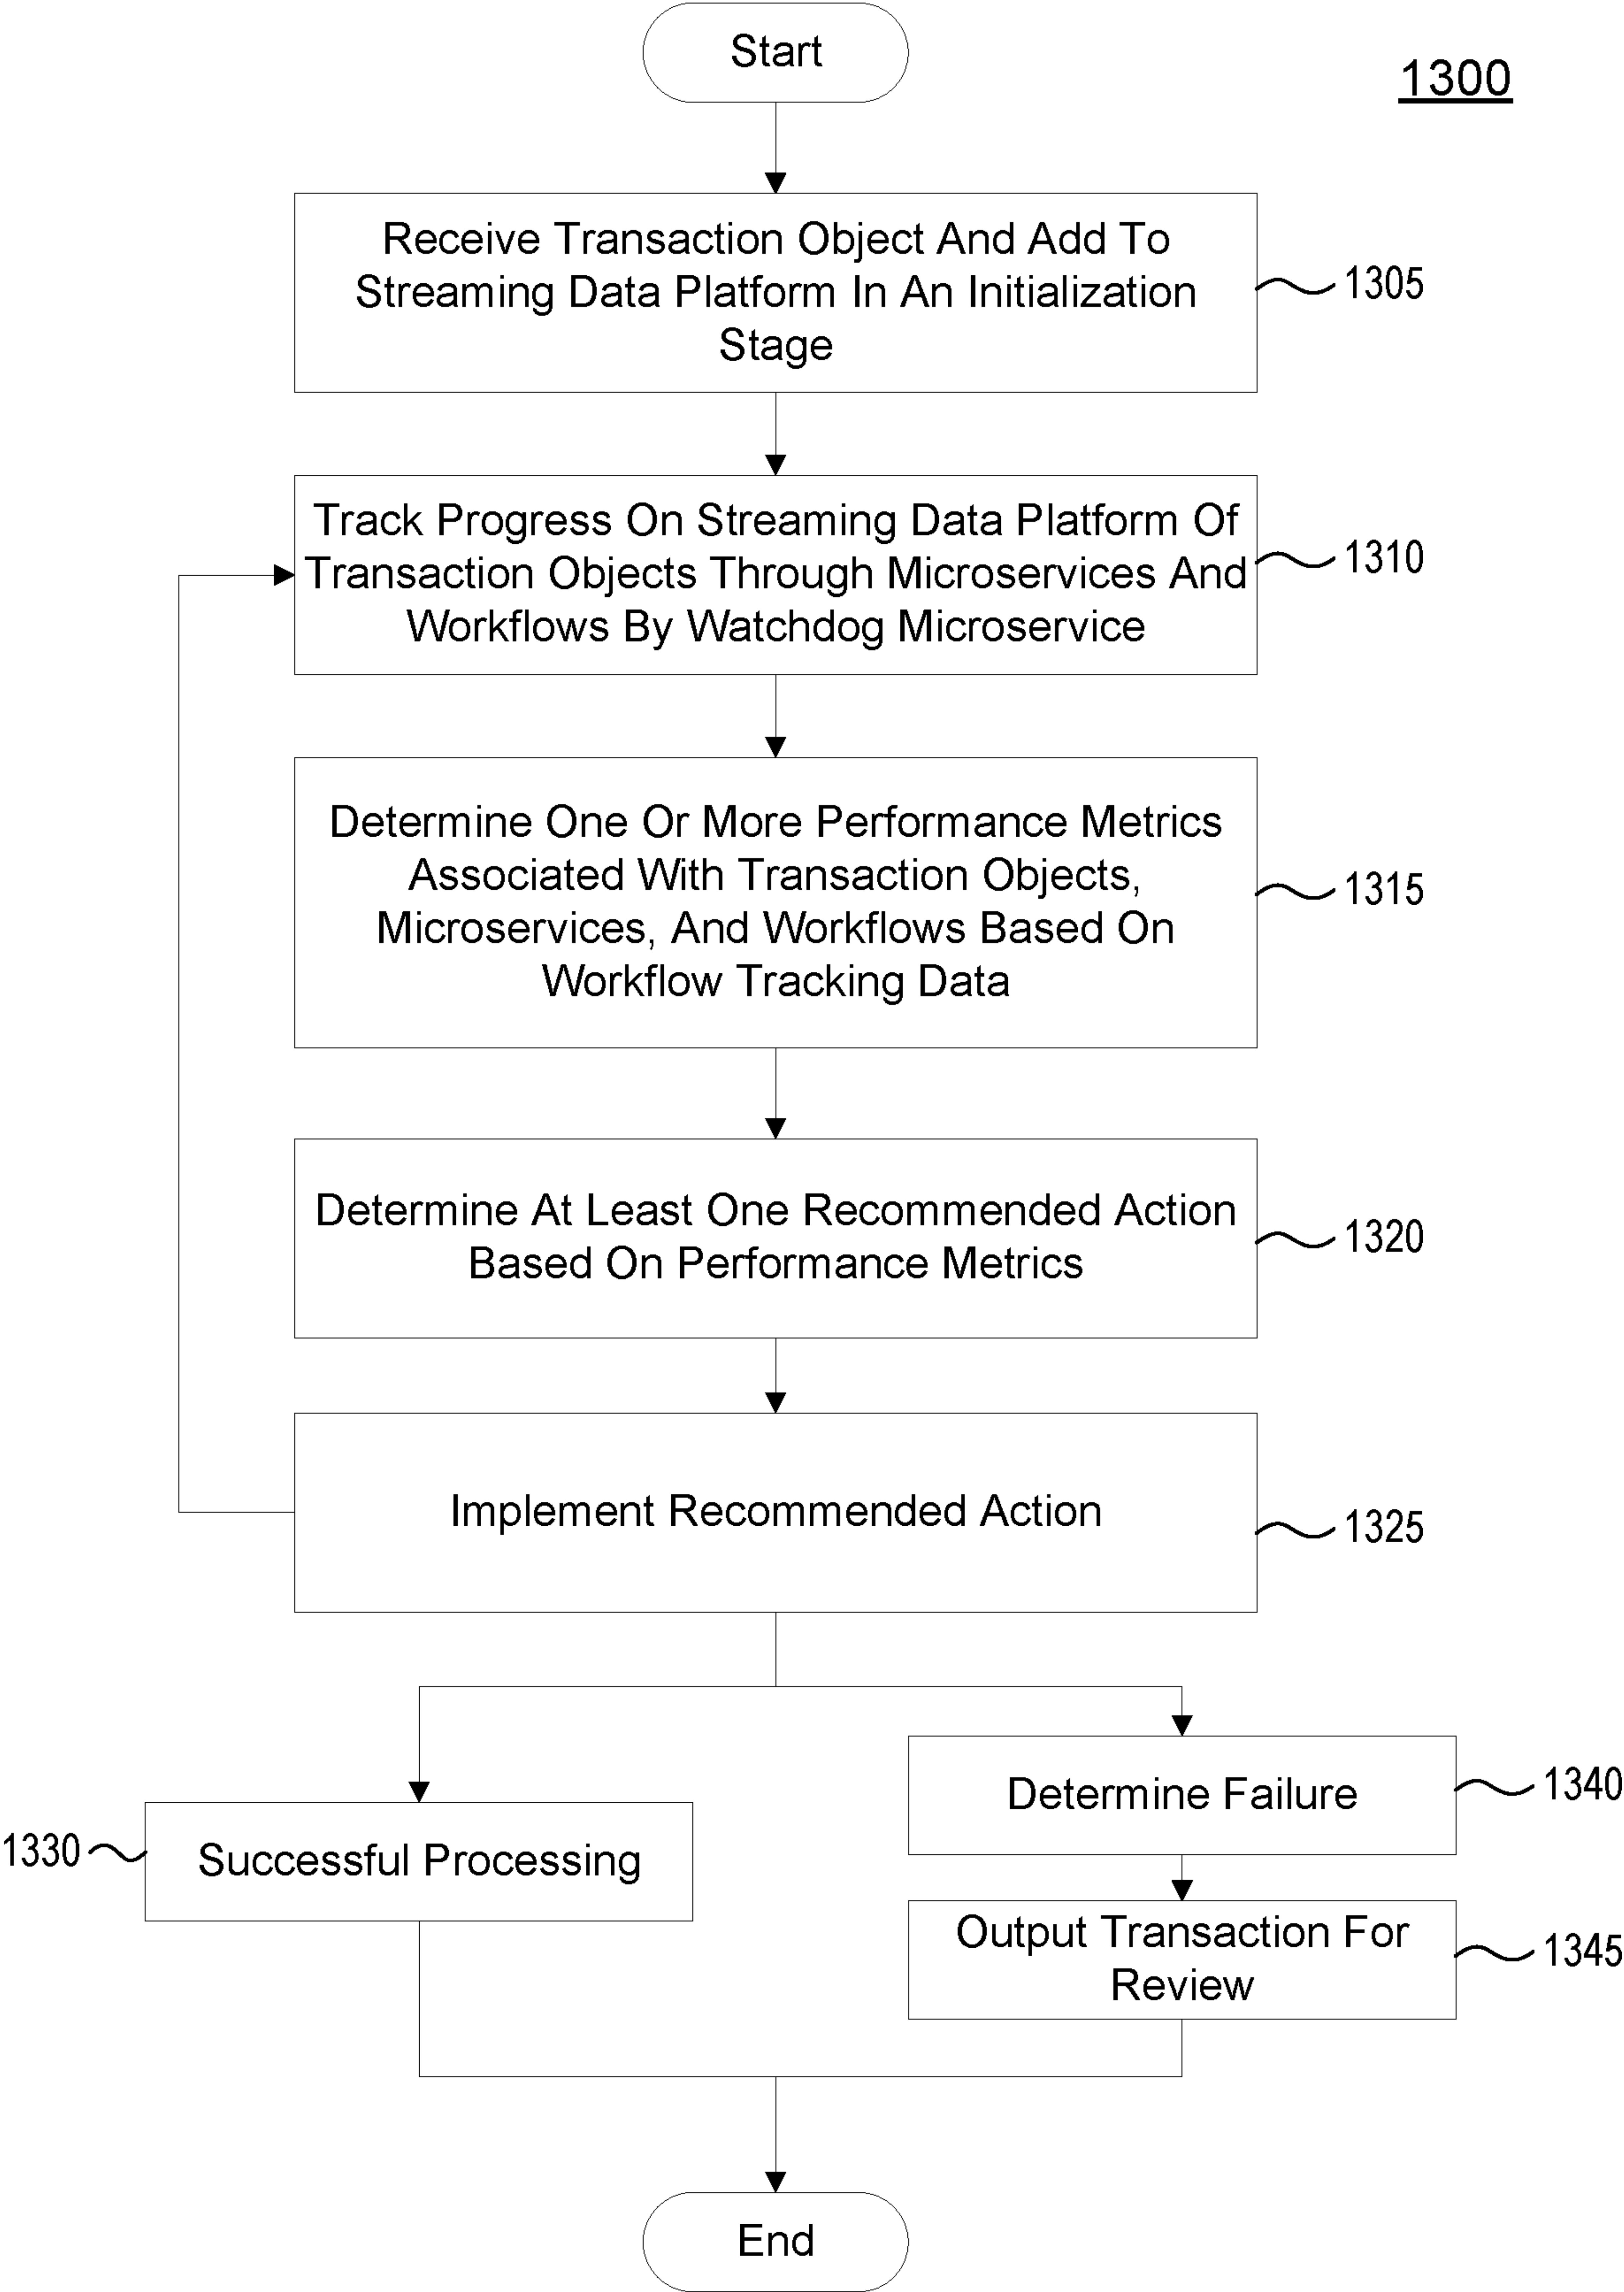 Start
1300
Receive Transaction Object And Add To
Streaming Data Platform In An Initialization
Stage
1305
Track Progress On Streaming Data Platform Of
Transaction Objects Through Microservices And
Workflows By Watchdog Microservice
1310
Determine One Or More Performance Metrics
Associated With Transaction Objects,
Microservices, And Workflows Based On
Workflow Tracking Data
1315
Determine At Least One Recommended Action
Based On Performance Metrics
1320
Implement Recommended Action
1325
Determine Failure
1340
1330
Successful Processing
Output Transaction For
Review
1345
End